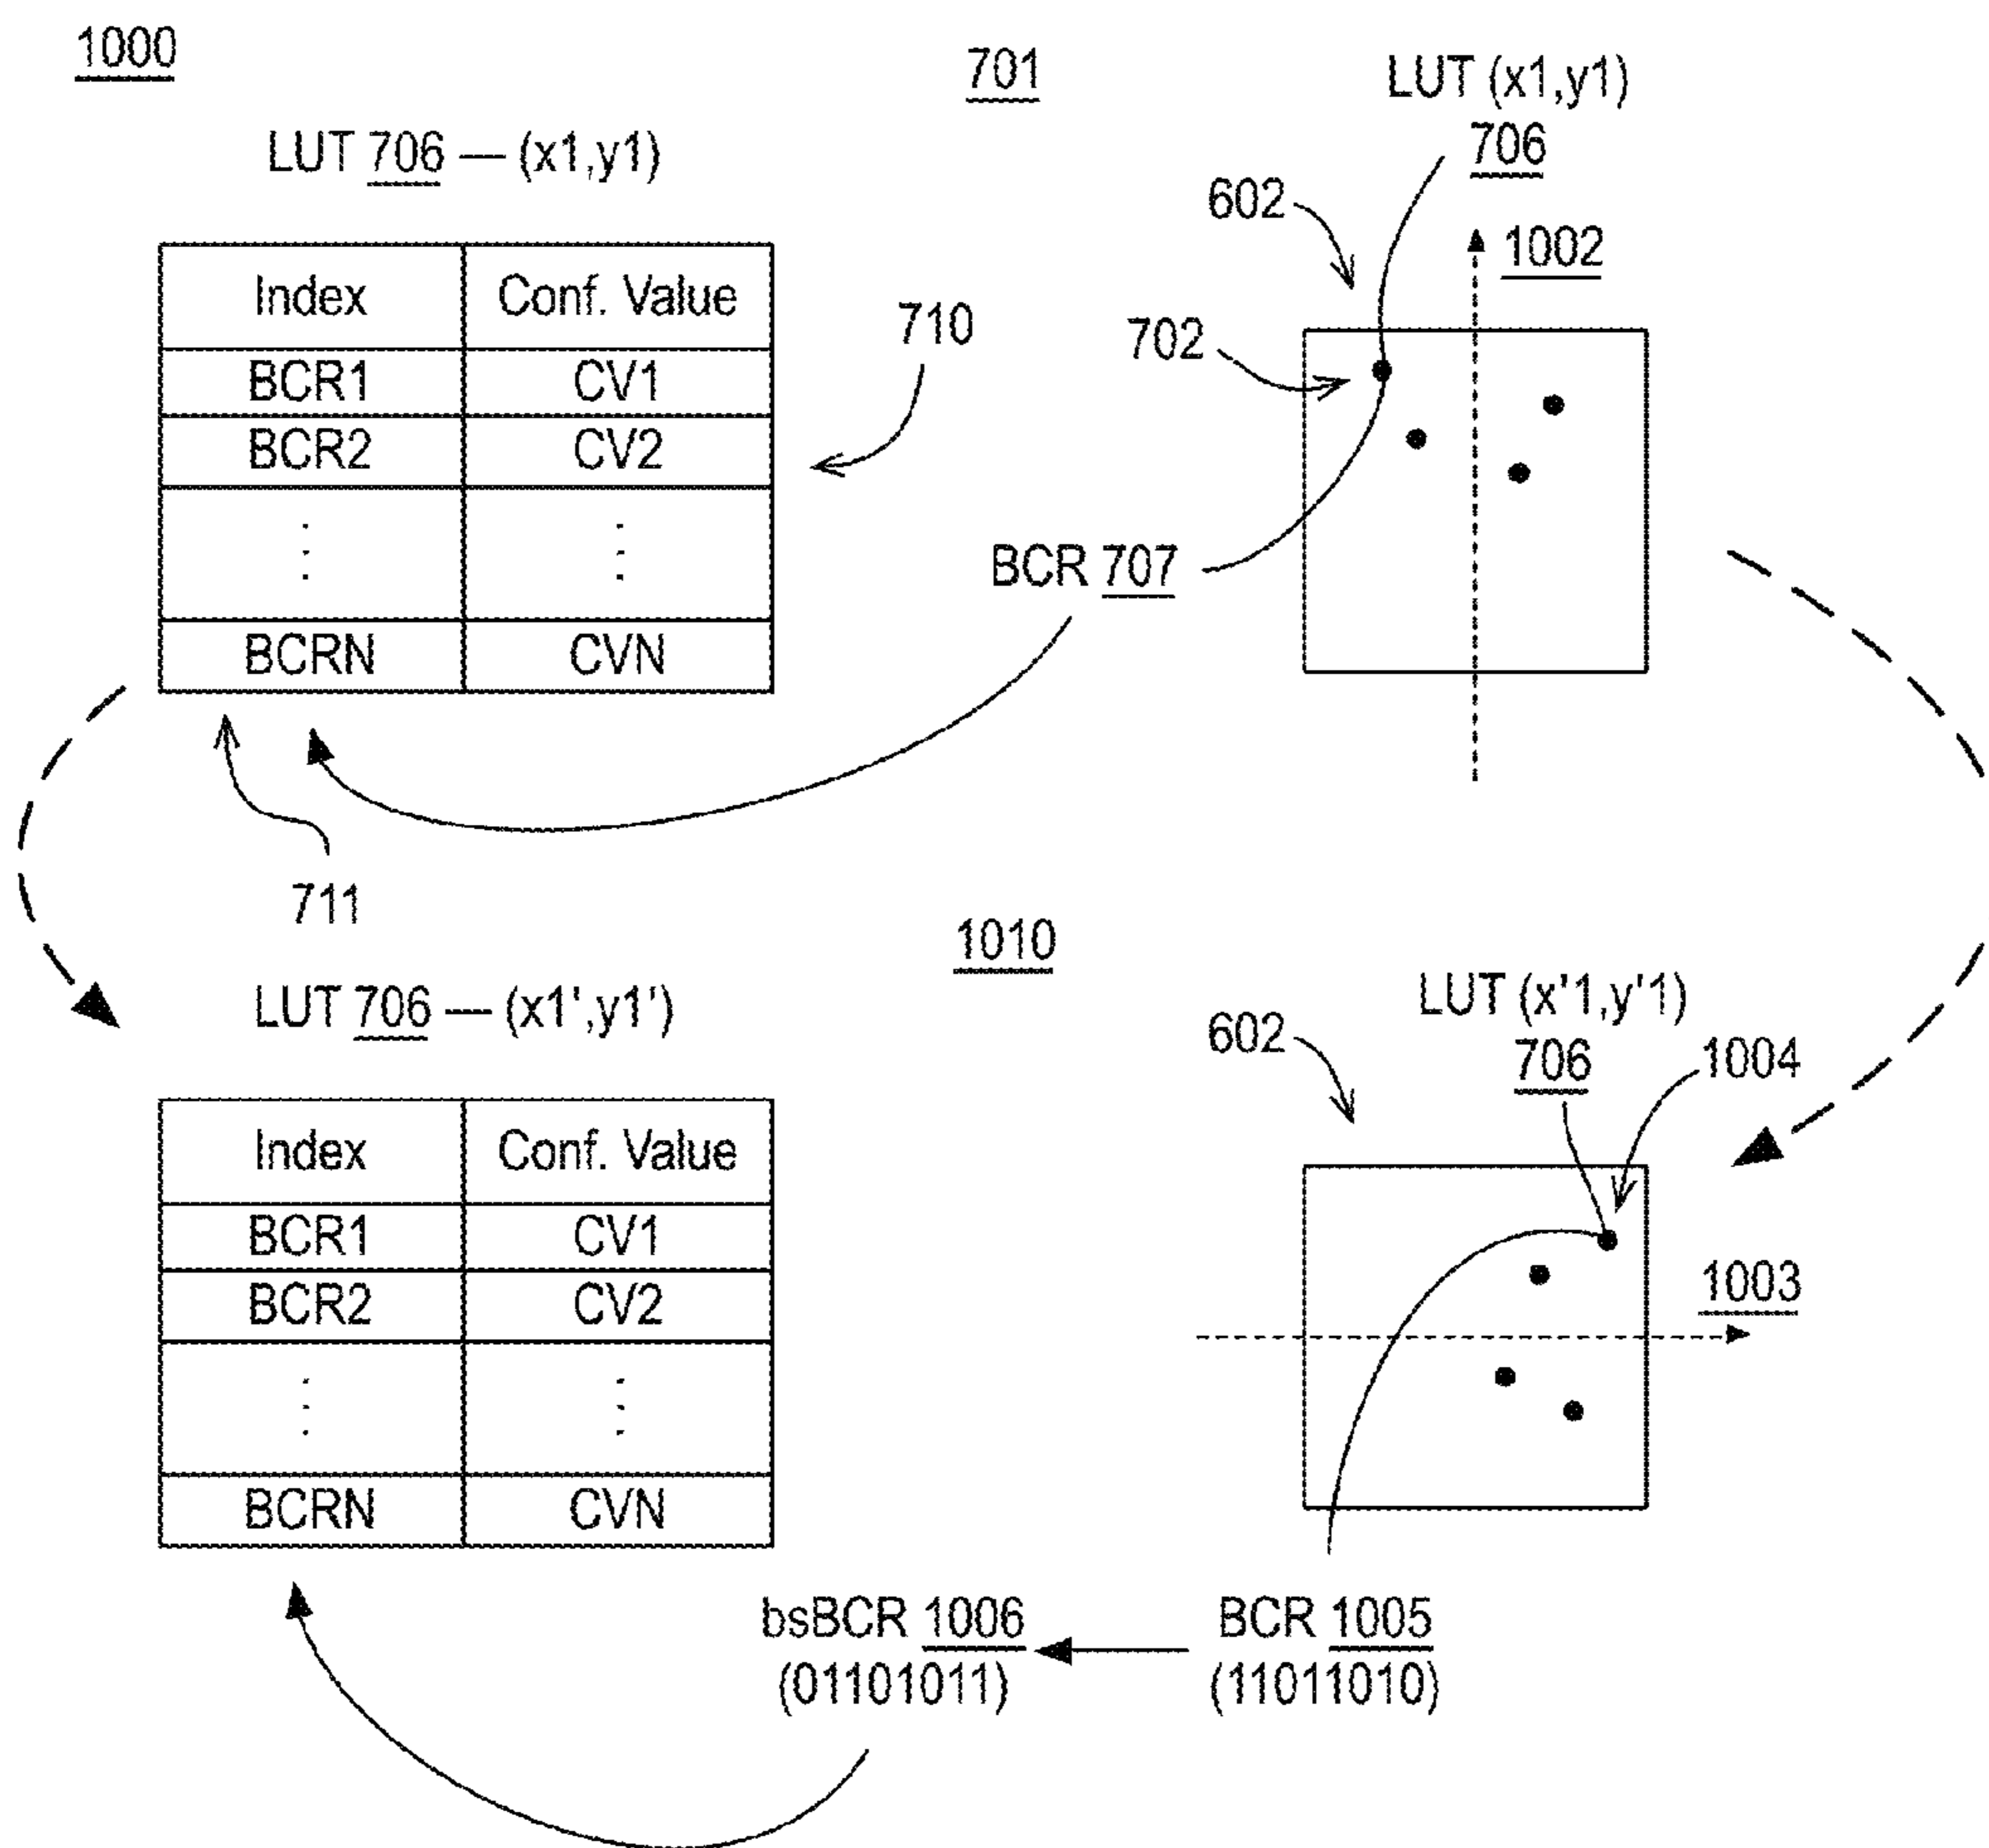 1000
701
LUT (x1,y1)
706
LUT 706 — (x1,y1)
602
1002
Index Conf. Value
710
702
BCR1 CV1
BCR2 CV2
BCR 707
BCRN CVN
711
1010
LUT 706 — (x1',y1')
LUT (x'1,y'1)
602
706
1004
Index Conf. Value
BCR1 CV1
1003
BCR2 CV2
BCRN CVN
bsBCR 1006
(01101011)
BCR 1005
(11011010)